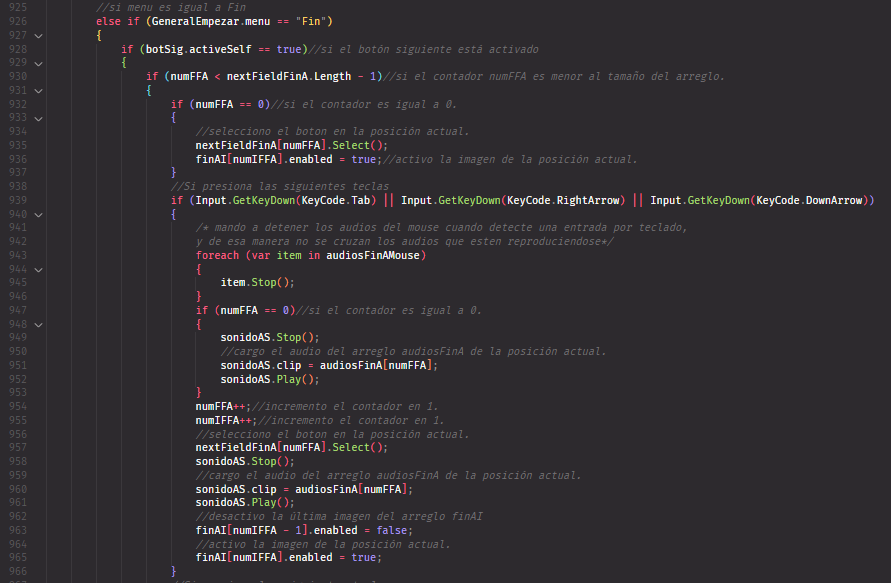 925 //si menu es igual a Fin
926 else if (GeneralEmpezar.menu == "Fin")
927 {
928 if (botSig.activeSelf == true)//si el botón siguiente está activado
929 {
930 if (numFFA < nextFieldFinA.Length - 1)//si el contador numFFA es menor al tamaño del arreglo.
931 {
932 if (numFFA == 0)//si el contador es igual a 0.
933 {
934 //selecciono el boton en la posición actual.
935 nextFieldFinA[numFFA].Select();
936 finAI[numIFFA].enabled = true;//activo la imagen de la posición actual.
937 }
938 //Si presiona las siguientes teclas
939 if (Input.GetKeyDown(KeyCode.Tab) || Input.GetKeyDown(KeyCode.RightArrow) || Input.GetKeyDown(KeyCode.DownArrow))
940 {
941 /* mando a detener los audios del mouse cuando detecte una entrada por teclado,
942 y de esa manera no se cruzan los audios que esten reproduciendose*/
943 foreach (var item in audiosFinAMouse)
944 {
945 item.Stop();
946 }
947 if (numFFA == 0)//si el contador es igual a 0.
948 {
949 sonidoAS.Stop();
950 //cargo el audio del arreglo audiosFinA de la posición actual.
951 sonidoAS.clip = audiosFinA[numFFA];
952 sonidoAS.Play();
953 }
954 numFFA++;//incremento el contador en 1.
955 numIFFA++;//incremento el contador en 1.
956 //selecciono el boton en la posición actual.
957 nextFieldFinA[numFFA].Select();
958 sonidoAS.Stop();
959 //cargo el audio del arreglo audiosFinA de la posición actual.
960 sonidoAS.clip = audiosFinA[numFFA];
961 sonidoAS.Play();
962 //desactivo la última imagen del arreglo finAI
963 finAI[numIFFA - 1].enabled = false;
964 //activo la imagen de la posición actual.
965 finAI[numIFFA].enabled = true;
966 }